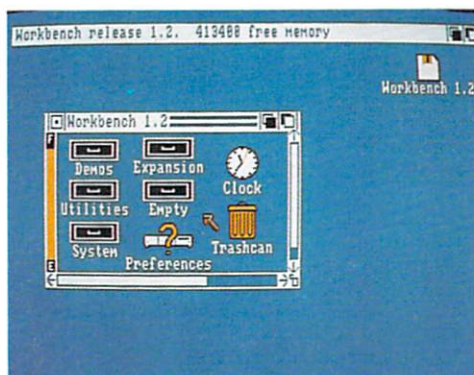 Workbench release 1.2.  413488 free memory
Workbench 1.2
Workbench 1.2
F
Demos Expansion
Clock
Utilities Empty
System Trashcan
Preferences
E